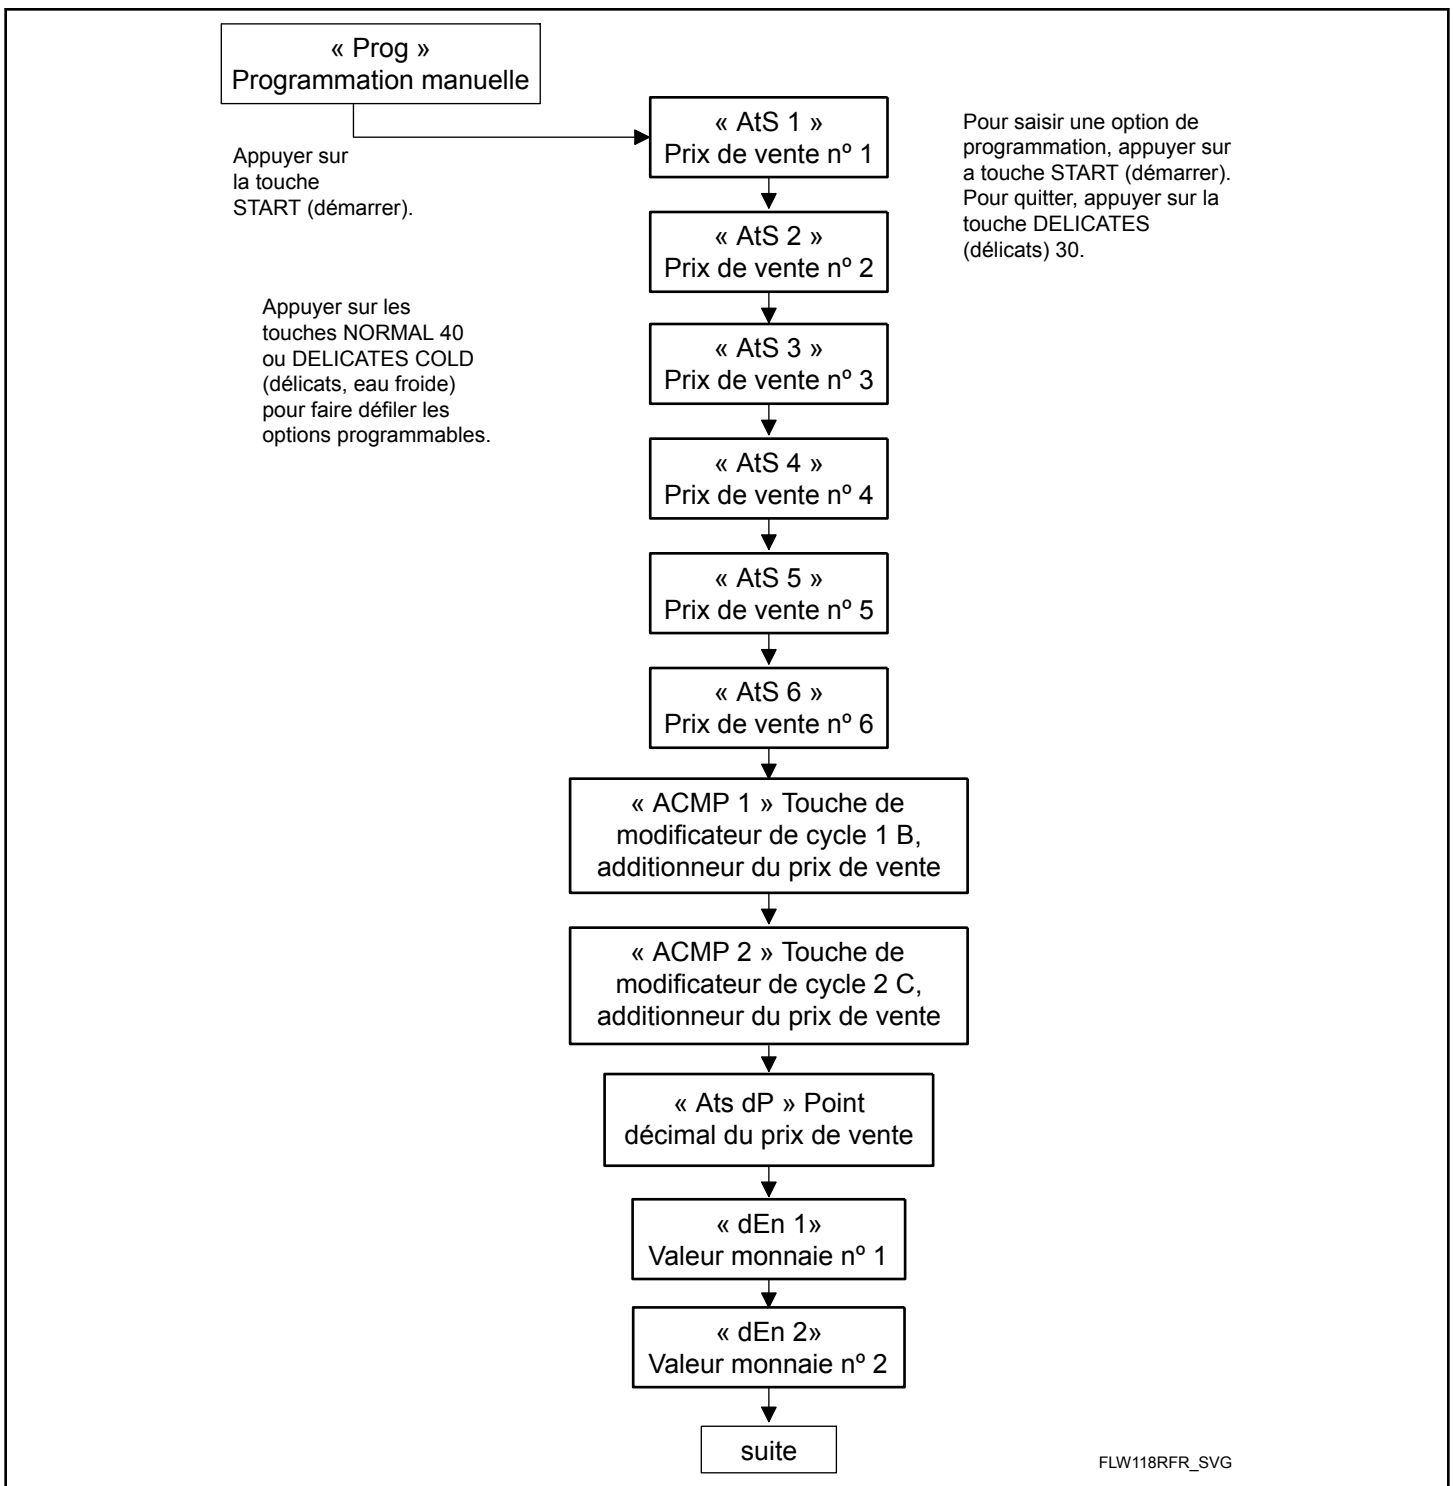 « Prog »
Programmation manuelle
Appuyer sur
la touche
START (démarrer).
« AtS 1 »
Prix de vente nº 1
Pour saisir une option de
programmation, appuyer sur
a touche START (démarrer).
Pour quitter, appuyer sur la
touche DELICATES
(délicats) 30.
« AtS 2 »
Prix de vente nº 2
Appuyer sur les
touches NORMAL 40
ou DELICATES COLD
(délicats, eau froide)
pour faire défiler les
options programmables.
« AtS 3 »
Prix de vente nº 3
« AtS 4 »
Prix de vente nº 4
« AtS 5 »
Prix de vente nº 5
« AtS 6 »
Prix de vente nº 6
« ACMP 1 » Touche de
modificateur de cycle 1 B,
additionneur du prix de vente
« ACMP 2 » Touche de
modificateur de cycle 2 C,
additionneur du prix de vente
« Ats dP » Point
décimal du prix de vente
« dEn 1»
Valeur monnaie nº 1
« dEn 2»
Valeur monnaie nº 2
suite
FLW118RFR_SVG